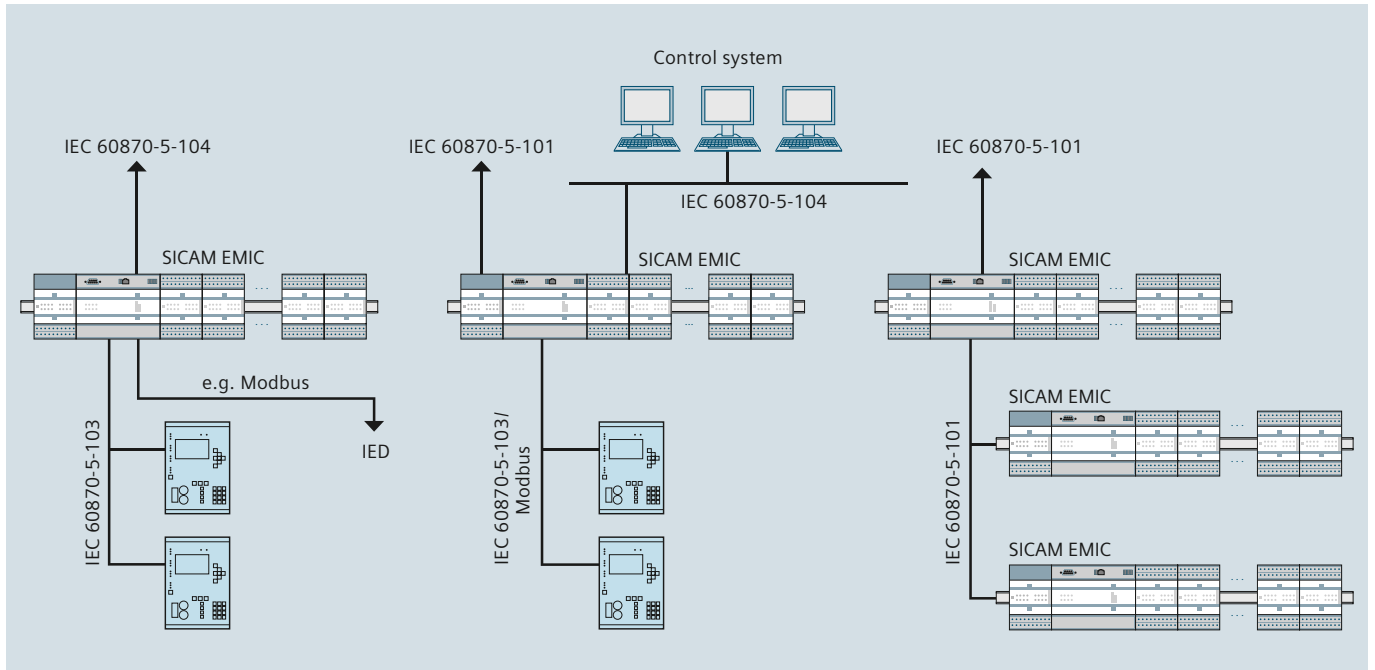 Control system
IEC 60870-5-104
IEC 60870-5-101
IEC 60870-5-101
IEC 60870-5-104
SICAM EMIC
SICAM EMIC
SICAM EMIC
e.g. Modbus
IED
IEC 60870-5-103
IEC 60870-5-103/
Modbus
IEC 60870-5-101
SICAM EMIC
SICAM EMIC